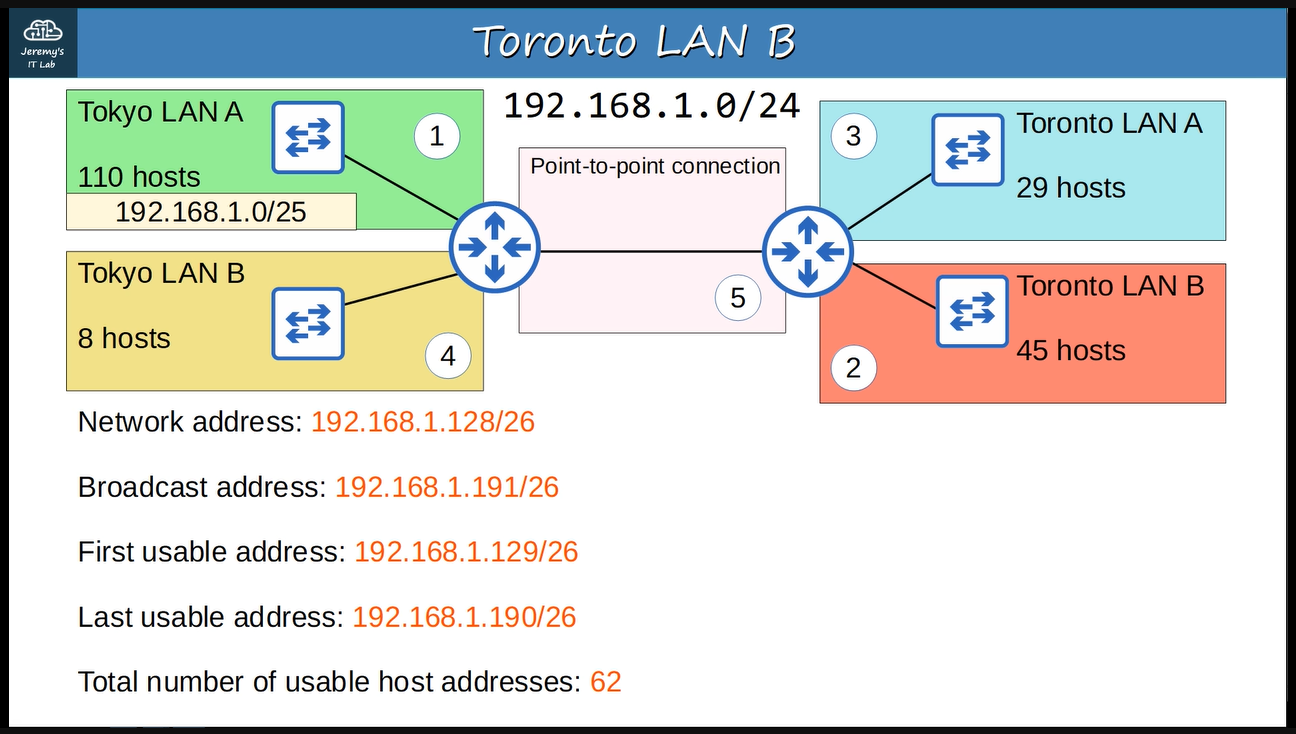 Jeremy's
IT Lab
Toronto LAN B
192.168.1.0/24
Tokyo LAN A
1
110 hosts
192.168.1.0/25
Point-to-point connection
5
3
Toronto LAN A
29 hosts
Tokyo LAN B
8 hosts
4
Toronto LAN B
45 hosts
2
Network address: 192.168.1.128/26
Broadcast address: 192.168.1.191/26
First usable address: 192.168.1.129/26
Last usable address: 192.168.1.190/26
Total number of usable host addresses: 62